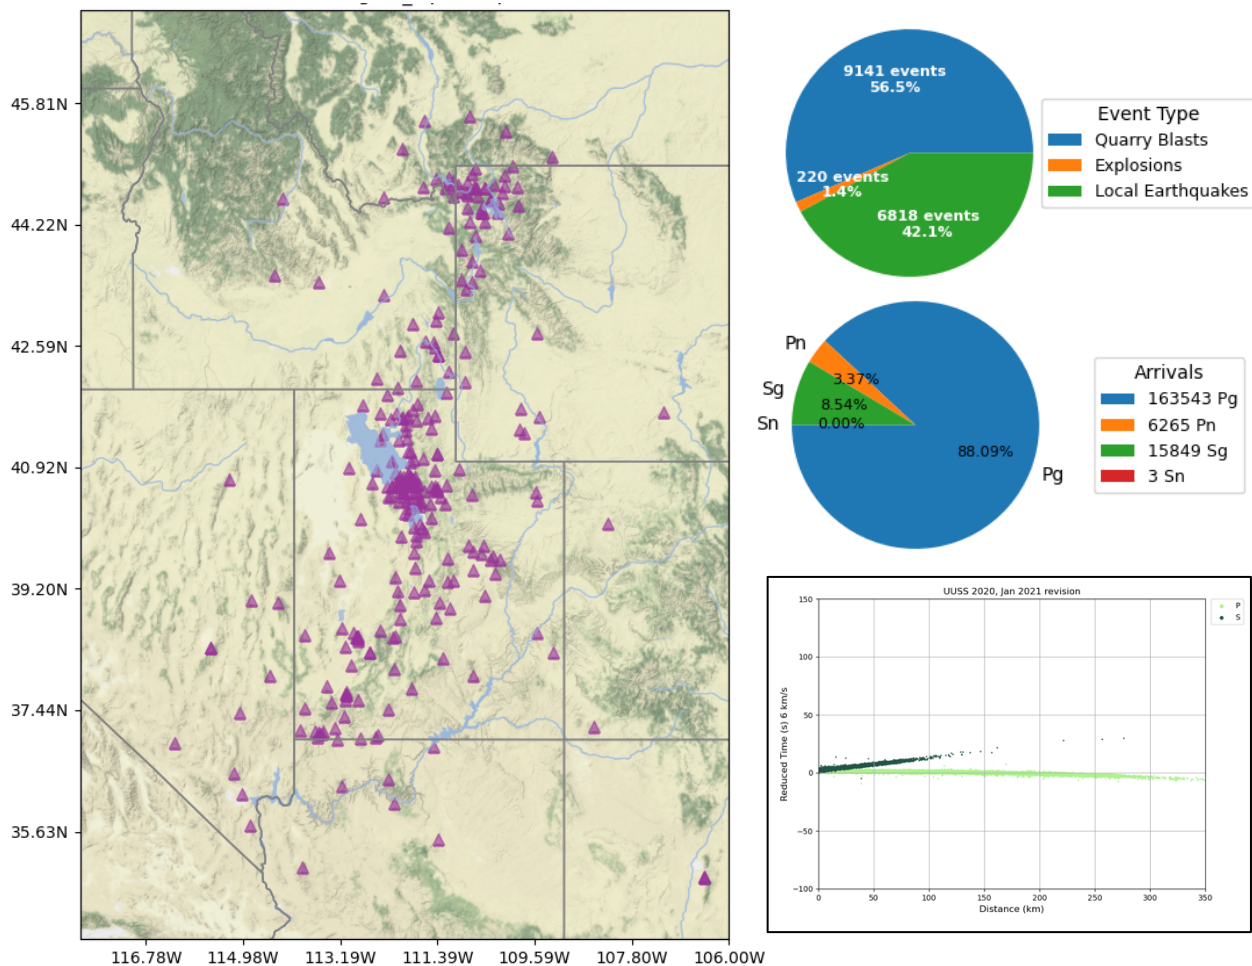 45.81N
44.22N
42.59N
40.92N
39.20N
37.44N
35.63N
116.78W
114.98W
113.19W
111.39W
109.59W
107.80W
106.00W
9141 events
56.5%
220 events
1.4%
6818 events
42.1%
Event Type
Quarry Blasts
Explosions
Local Earthquakes
Pn
3.37%
Sg
8.54%
Sn
0.00%
88.09%
Pg
Arrivals
163543 Pg
6265 Pn
15849 Sg
3 Sn
UUSS 2020, Jan 2021 revision
P
S
Reduced Time (s) 6 km/s
150
100
50
0
−50
−100
0
50
100
150
200
250
300
350
Distance (km)